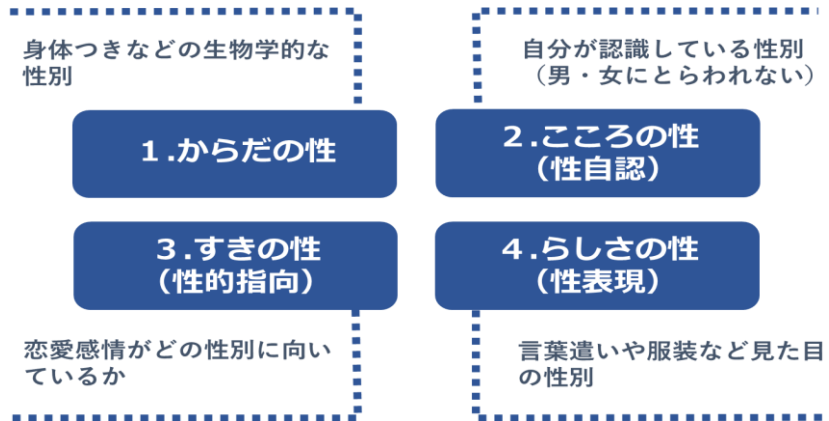 身体つきなどの生物学的な
性別
１.からだの性
自分が認識している性別
（男・女にとらわれない）
２.こころの性
(性自認）
３.すきの性
(性的指向）
恋愛感情がどの性別に向い
ているか
４.らしさの性
(性表現）
言葉遣いや服装など見た目
の性別